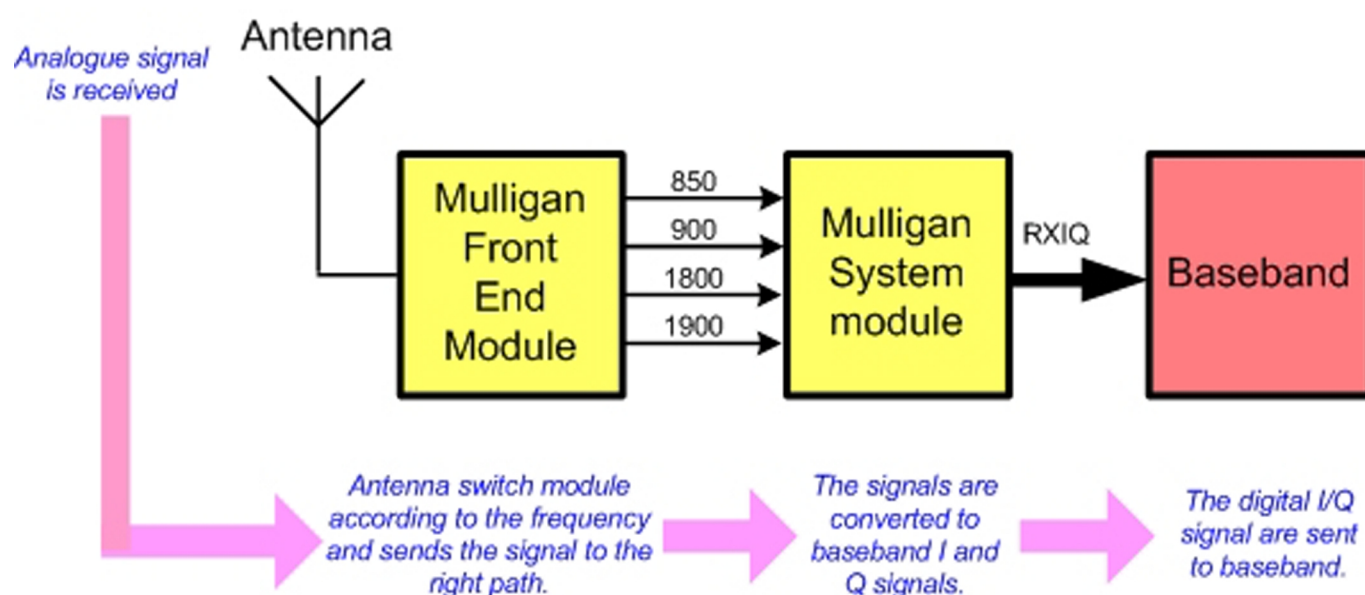 Analogue signal
is received
Antenna
Mulligan
Front
End
Module
850
900
1800
1900
Mulligan
System
module
RXIQ
Baseband
Antenna switch module
according to the frequency
and sends the signal to the
right path.
The signals are
converted to
baseband I and
Q signals.
The digital I/Q
signal are sent
to baseband.